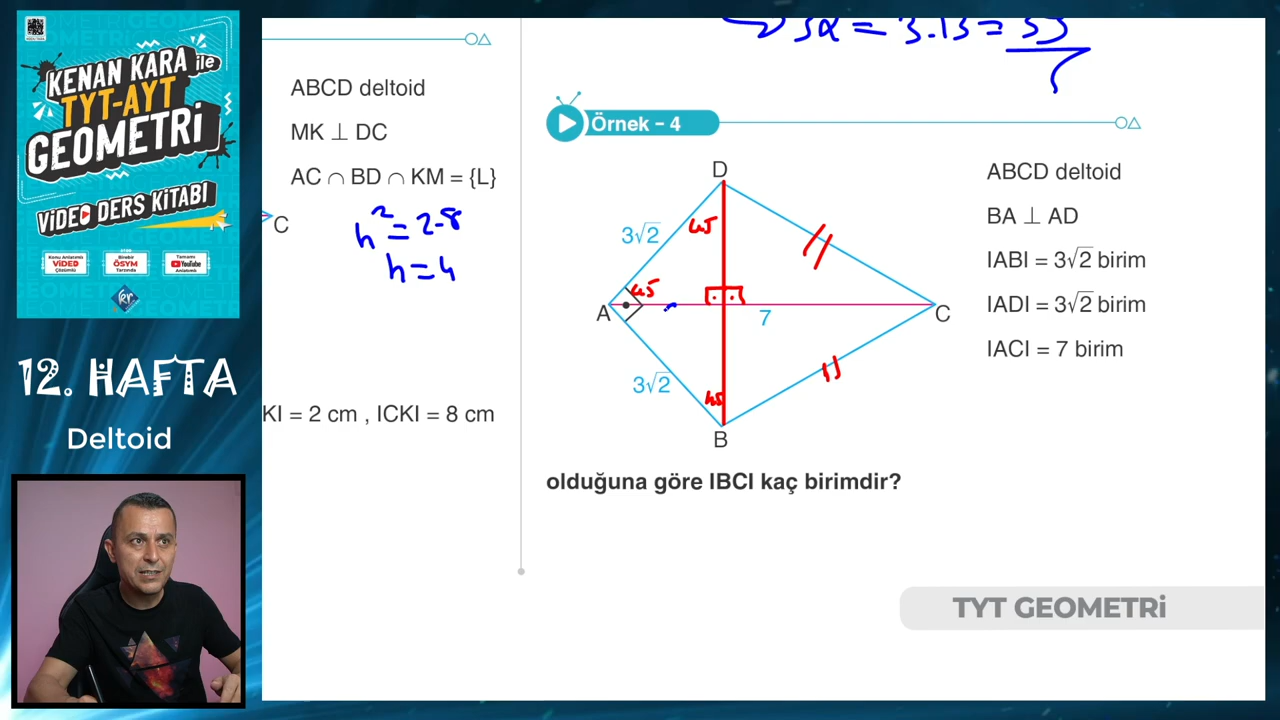 KENAN KARA ile
TYT-AYT
GEOMETRİ
VİDEO DERS KİTABI
12. HAFTA
Deltoid
ABCD deltoid
MK ⊥ DC
AC ∩ BD ∩ KM = {L}
C
h² = 2·8
h = 4
KI = 2 cm , ICKI = 8 cm
Örnek – 4
D
3√2
45
45
A
7
C
3√2
45
B
ABCD deltoid
BA ⊥ AD
IABI = 3√2 birim
IADI = 3√2 birim
IACI = 7 birim
olduğuna göre IBCI kaç birimdir?
TYT GEOMETRİ